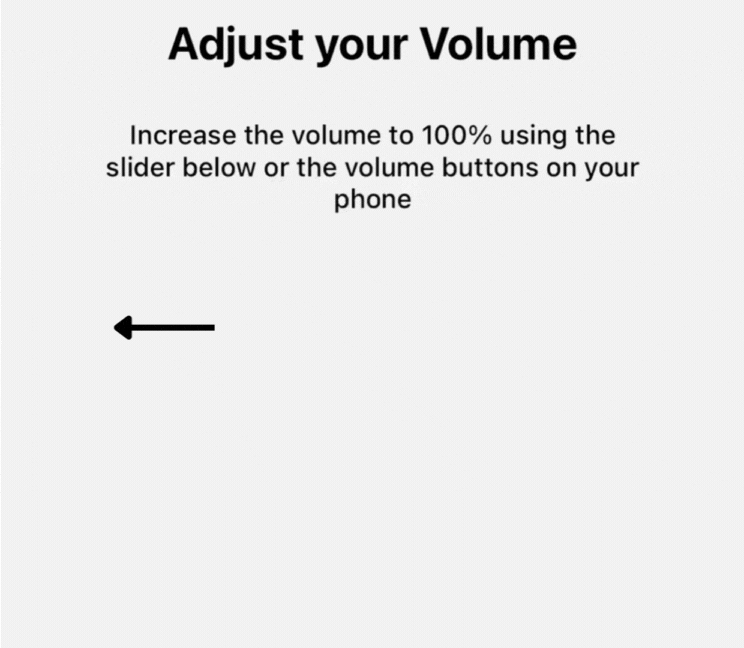 Adjust your Volume
Increase the volume to 100% using the
slider below or the volume buttons on your
phone